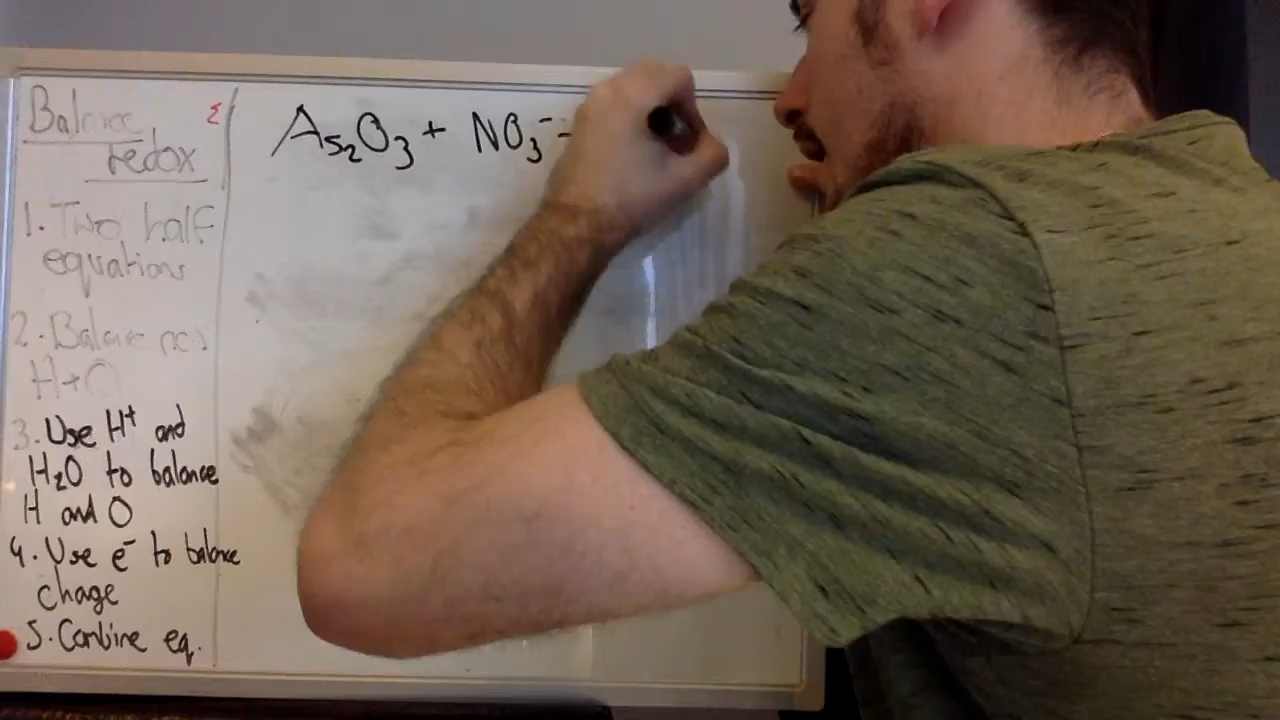 Balance
redox
1. Two half
equations
2. Balance
H + O
3. Use H⁺ and
H₂O to balance
H and O
4. Use e⁻ to balance
chage
5. Combine eq.
As₂O₃ + NO₃⁻